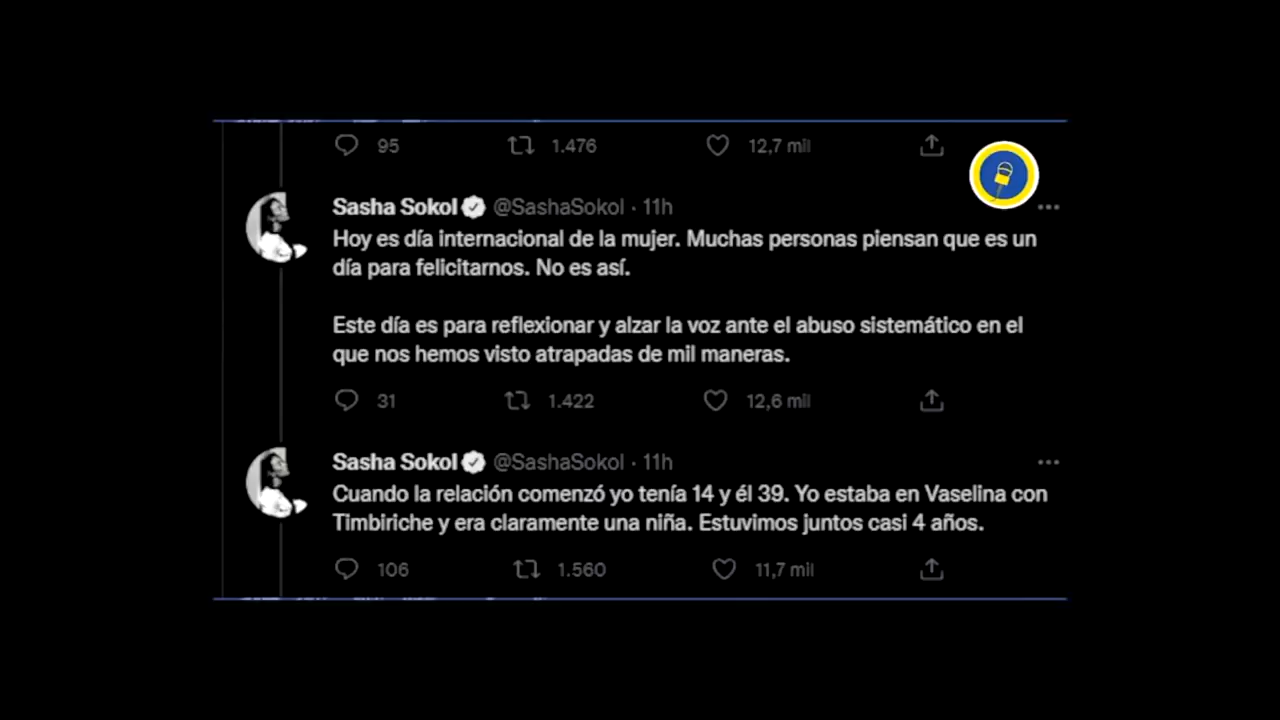 95 1.476 12,7 mil
Sasha Sokol @SashaSokol · 11h
Hoy es día internacional de la mujer. Muchas personas piensan que es un
día para felicitarnos. No es así.
Este día es para reflexionar y alzar la voz ante el abuso sistemático en el
que nos hemos visto atrapadas de mil maneras.
31 1.422 12,6 mil
Sasha Sokol @SashaSokol · 11h
Cuando la relación comenzó yo tenía 14 y él 39. Yo estaba en Vaselina con
Timbiriche y era claramente una niña. Estuvimos juntos casi 4 años.
106 1.560 11,7 mil